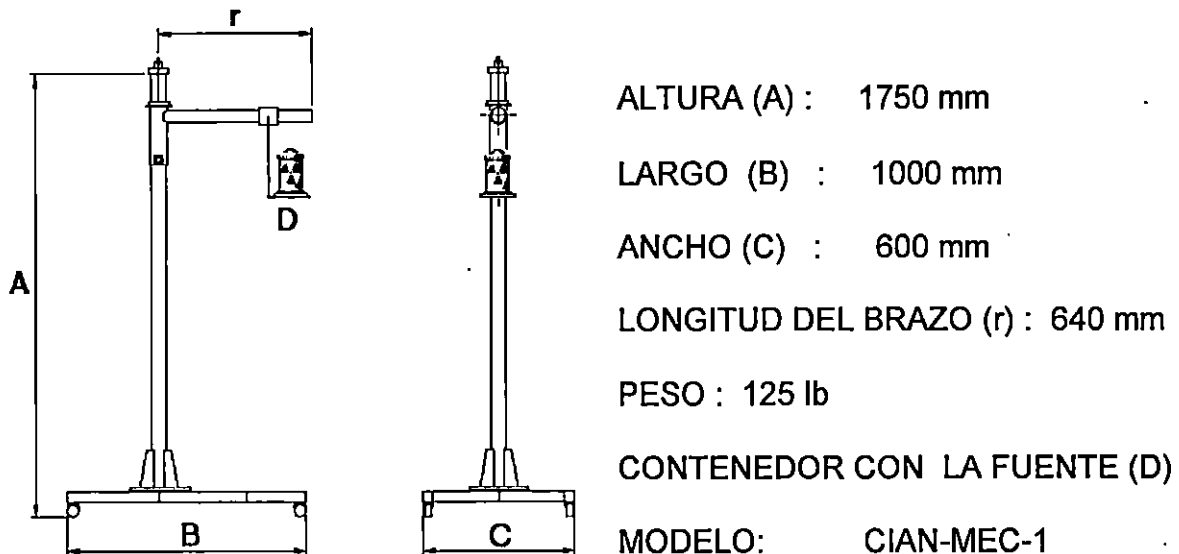 r
ALTURA (A) : 1750 mm
LARGO (B) : 1000 mm
D
ANCHO (C) : 600 mm
A
LONGITUD DEL BRAZO (r) : 640 mm
PESO : 125 lb
CONTENEDOR CON LA FUENTE (D)
B
C
MODELO: CIAN-MEC-1